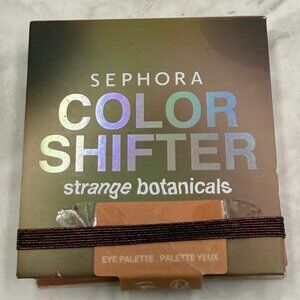 SEPHORA
COLOR
SHIFTER
strange botanicals
EYE PALETTE . PALETTE YEUX